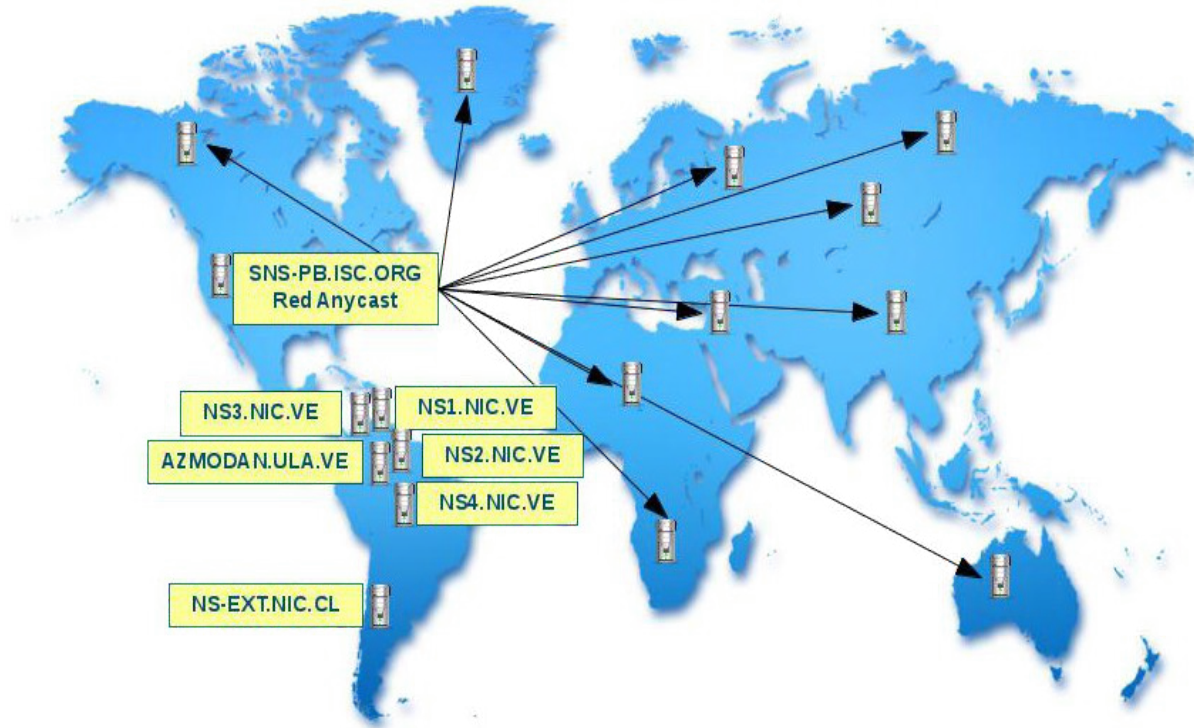 SNS-PB.ISC.ORG
Red Anycast
NS3.NIC.VE
NS1.NIC.VE
AZMODAN.ULA.VE
NS2.NIC.VE
NS4.NIC.VE
NS-EXT.NIC.CL